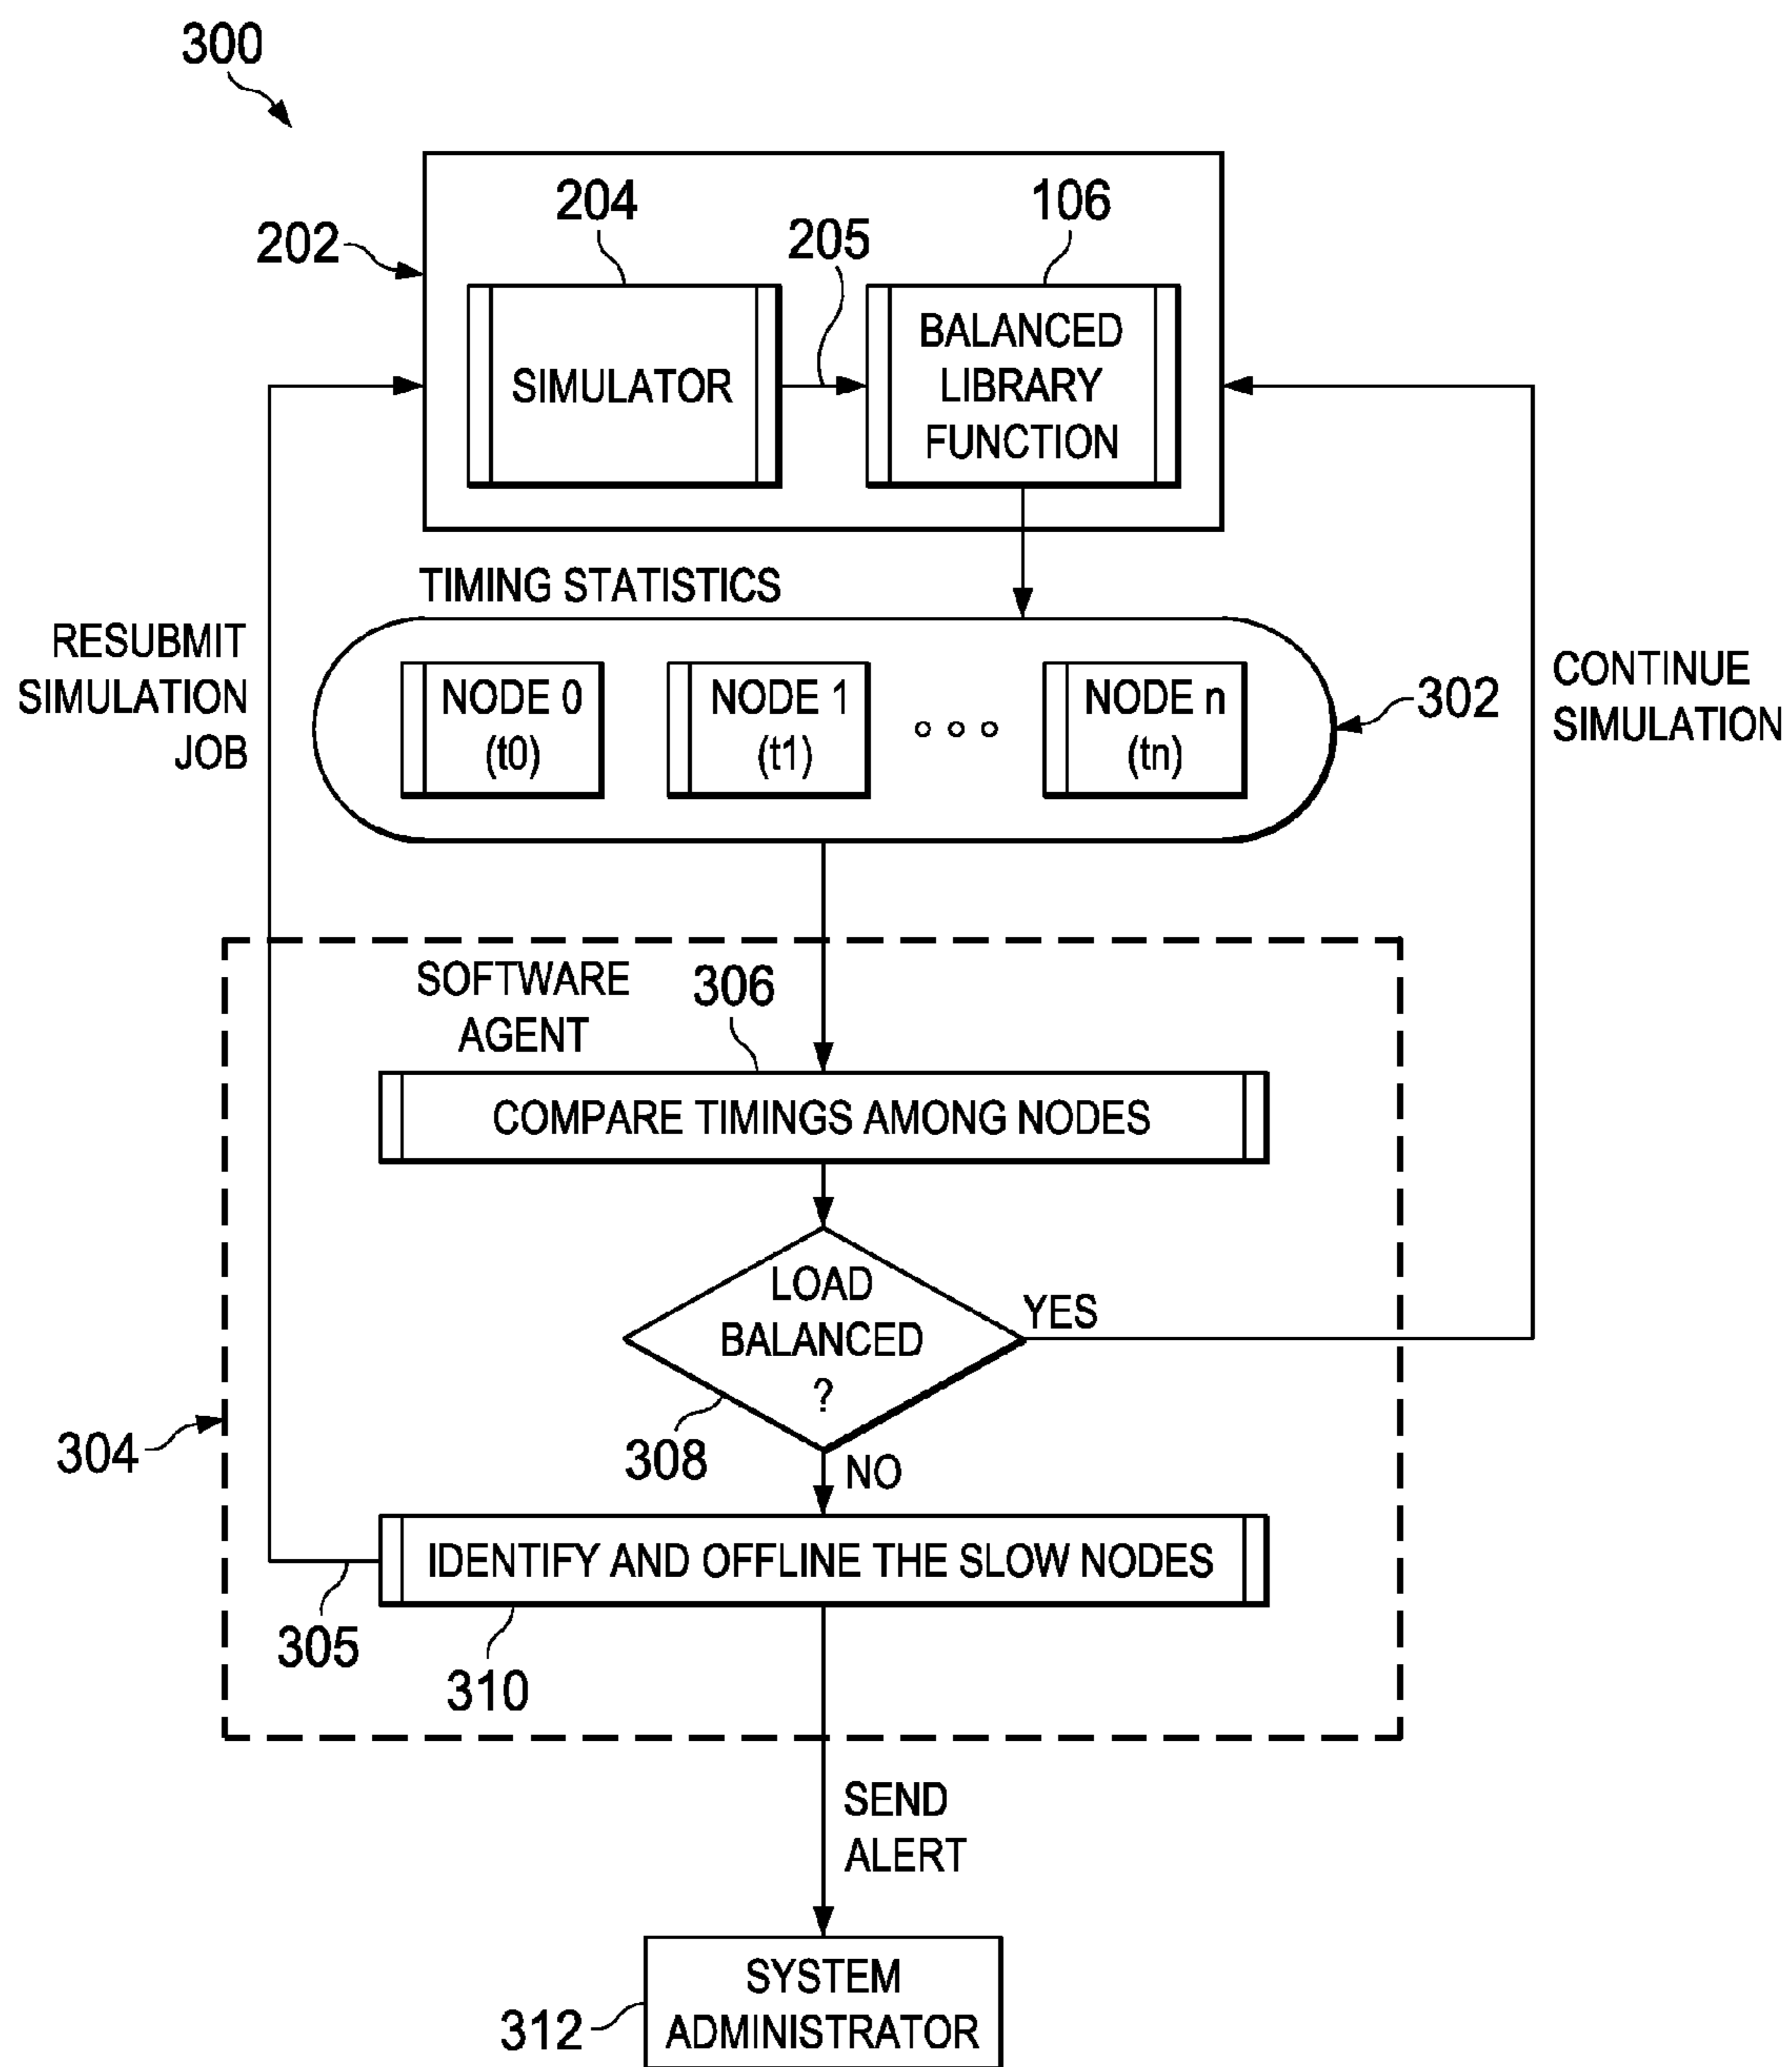 300
202
204
205
106
SIMULATOR
BALANCED
LIBRARY
FUNCTION
TIMING STATISTICS
RESUBMIT
SIMULATION
JOB
NODE 0
(t0)
NODE 1
(t1)
NODE n
(tn)
302
CONTINUE
SIMULATION
SOFTWARE
AGENT
306
COMPARE TIMINGS AMONG NODES
LOAD
BALANCED
?
YES
308
NO
304
IDENTIFY AND OFFLINE THE SLOW NODES
305
310
SEND
ALERT
SYSTEM
ADMINISTRATOR
312